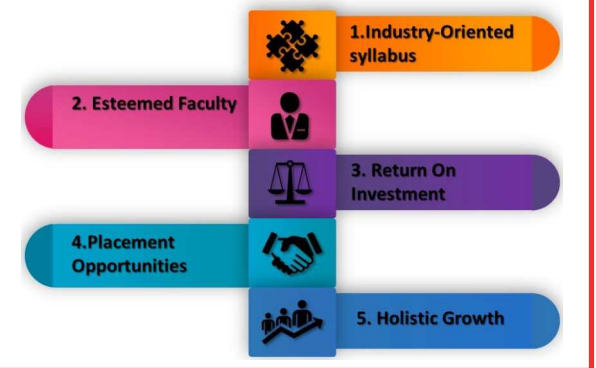 1.Industry-Oriented
syllabus
2. Esteemed Faculty
3. Return On
Investment
4.Placement
Opportunities
5. Holistic Growth